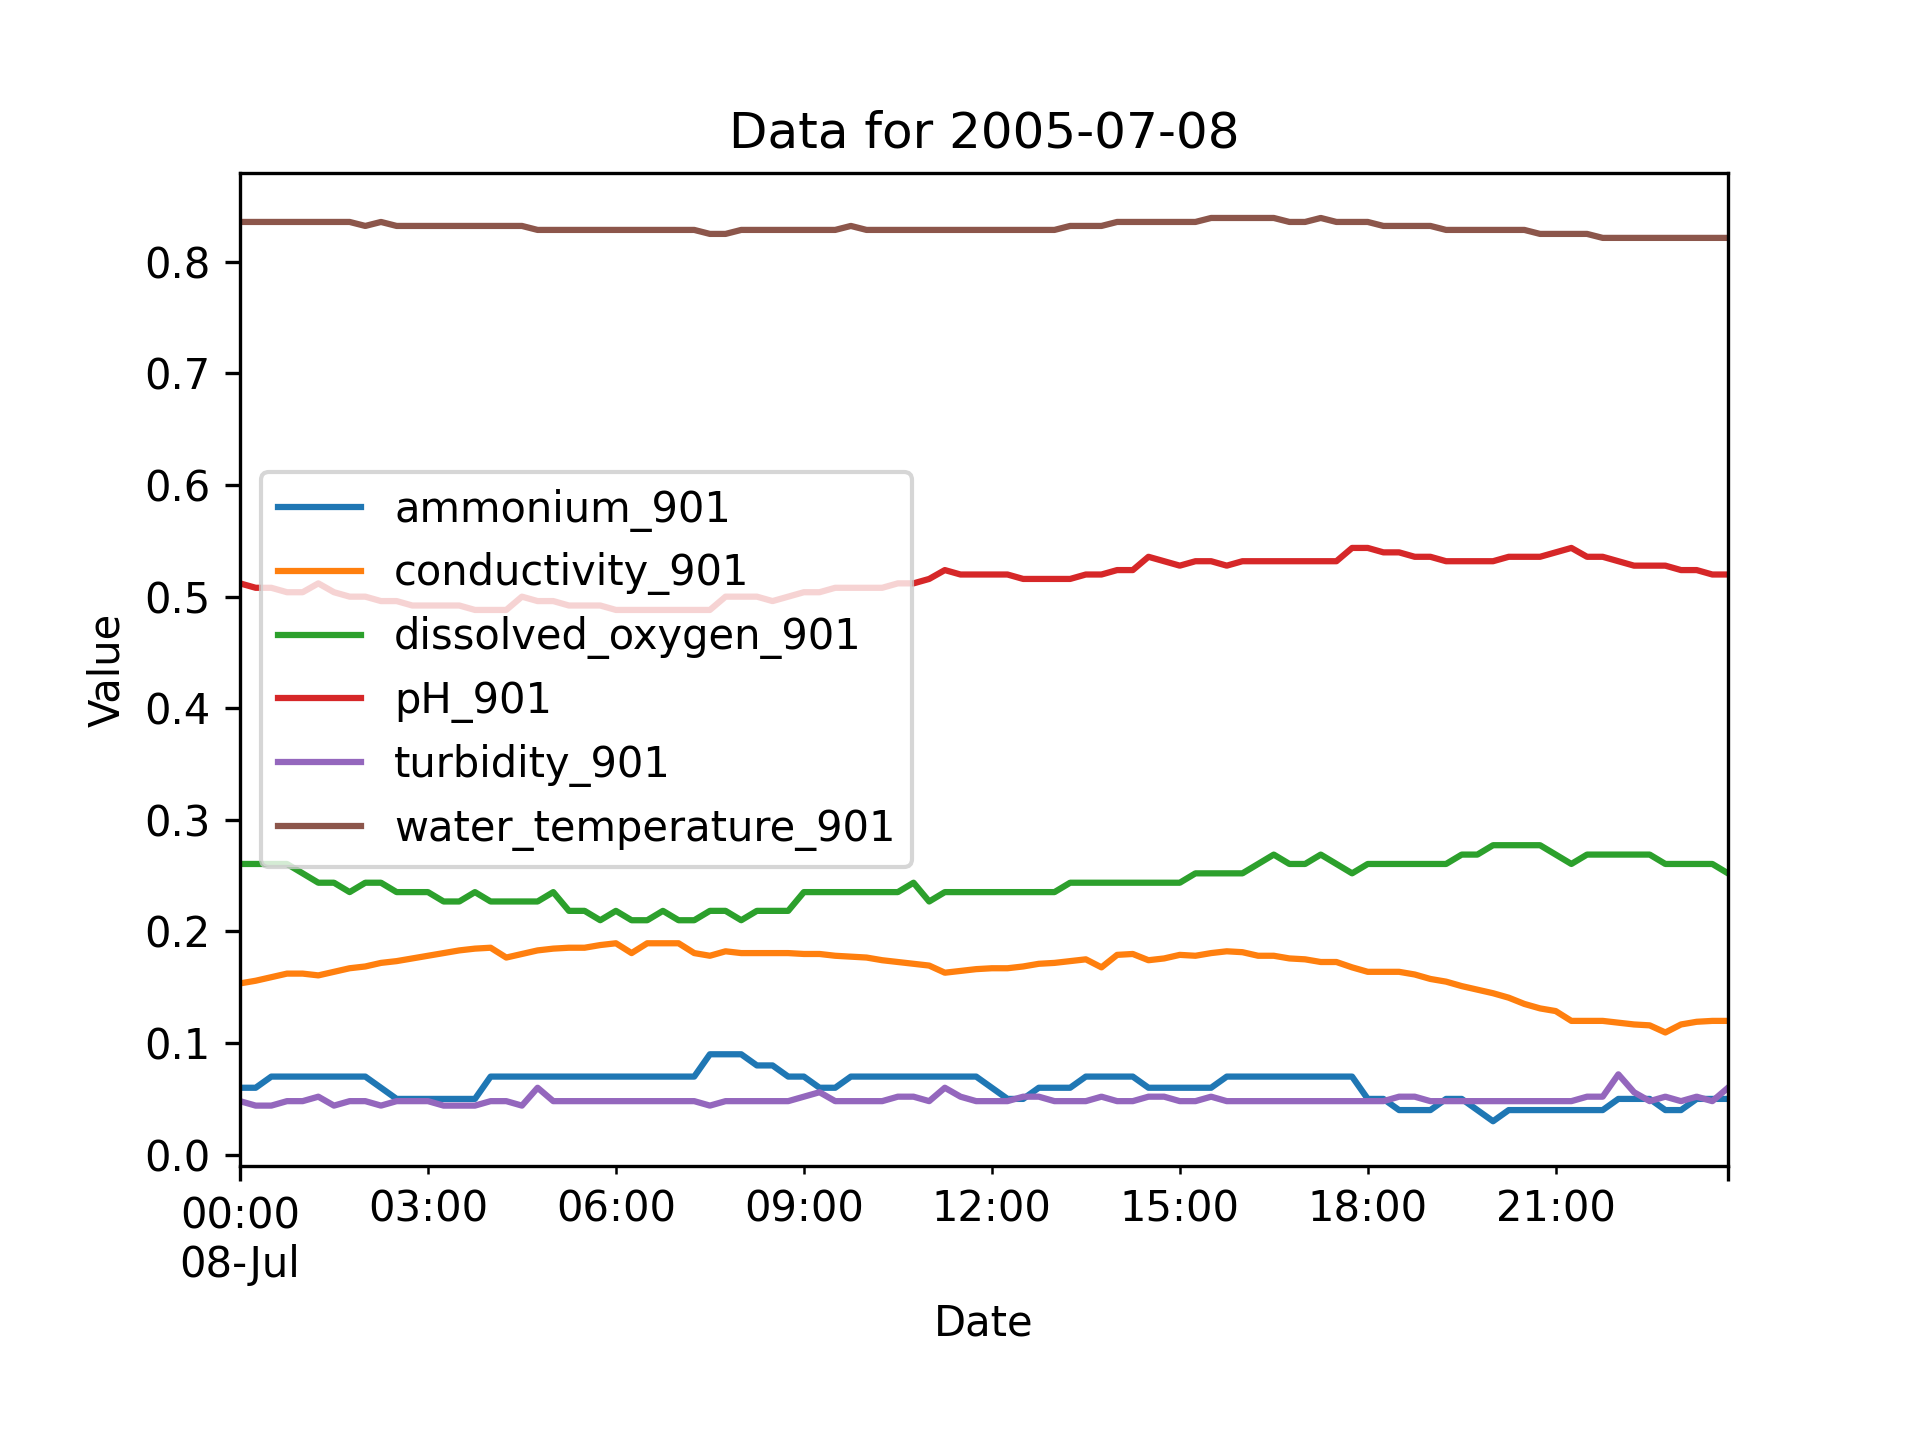 Data for 2005-07-08
Value
0.8
0.7
0.6
0.5
0.4
0.3
0.2
0.1
0.0
ammonium_901
conductivity_901
dissolved_oxygen_901
pH_901
turbidity_901
water_temperature_901
00:00 03:00 06:00 09:00 12:00 15:00 18:00 21:00
08-Jul
Date